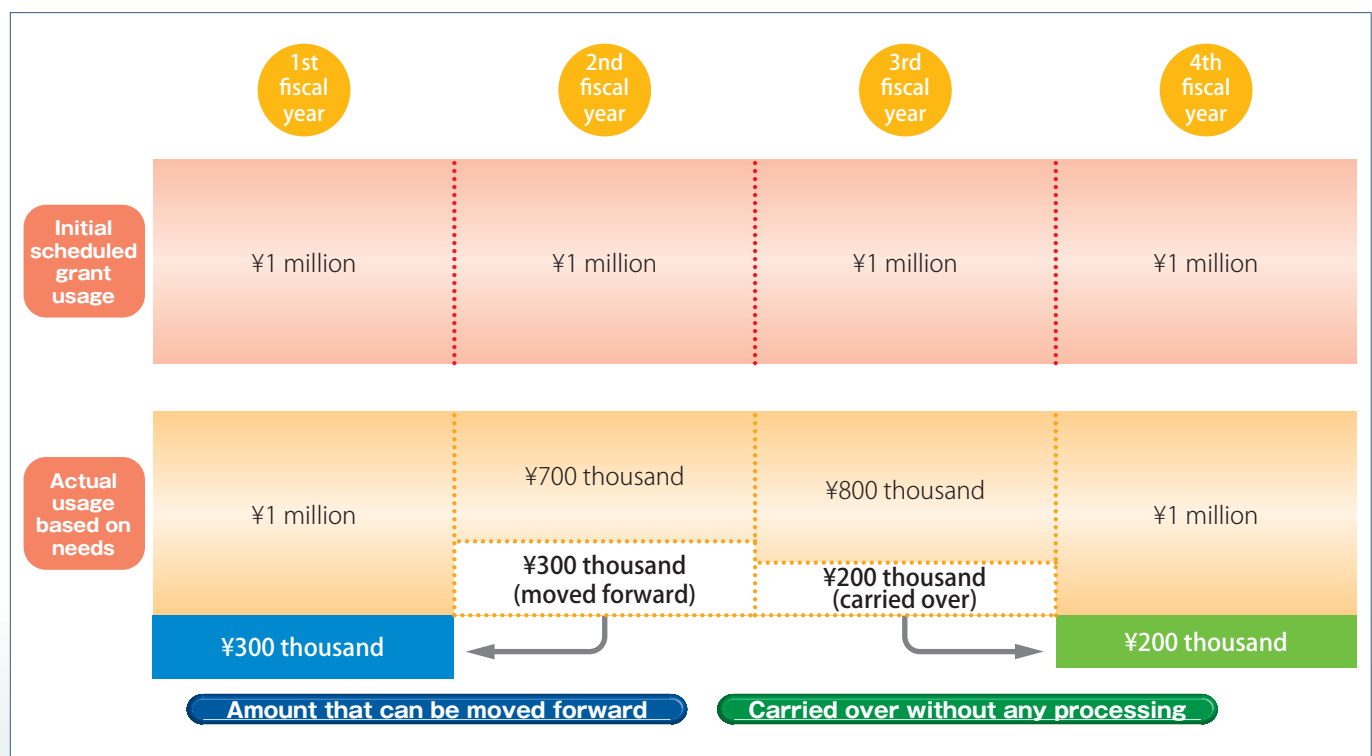 1st
fiscal
year
2nd
fiscal
year
3rd
fiscal
year
4th
fiscal
year
Initial
scheduled
grant
usage
¥1 million
¥1 million
¥1 million
¥1 million
Actual
usage
based on
needs
¥1 million
¥700 thousand
¥300 thousand
(moved forward)
¥800 thousand
¥200 thousand
(carried over)
¥1 million
¥300 thousand
¥200 thousand
Amount that can be moved forward
Carried over without any processing